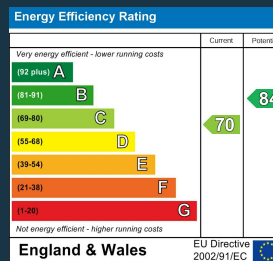 Energy Efficiency Rating
Current
Very energy efficient - lower running costs
(92 plus) A
(81-91) B
84
(69-80) C
70
(55-68) D
(39-54) E
(21-38) F
(1-20) G
Not energy efficient - higher running costs
England & Wales
EU Directive
2002/91/EC